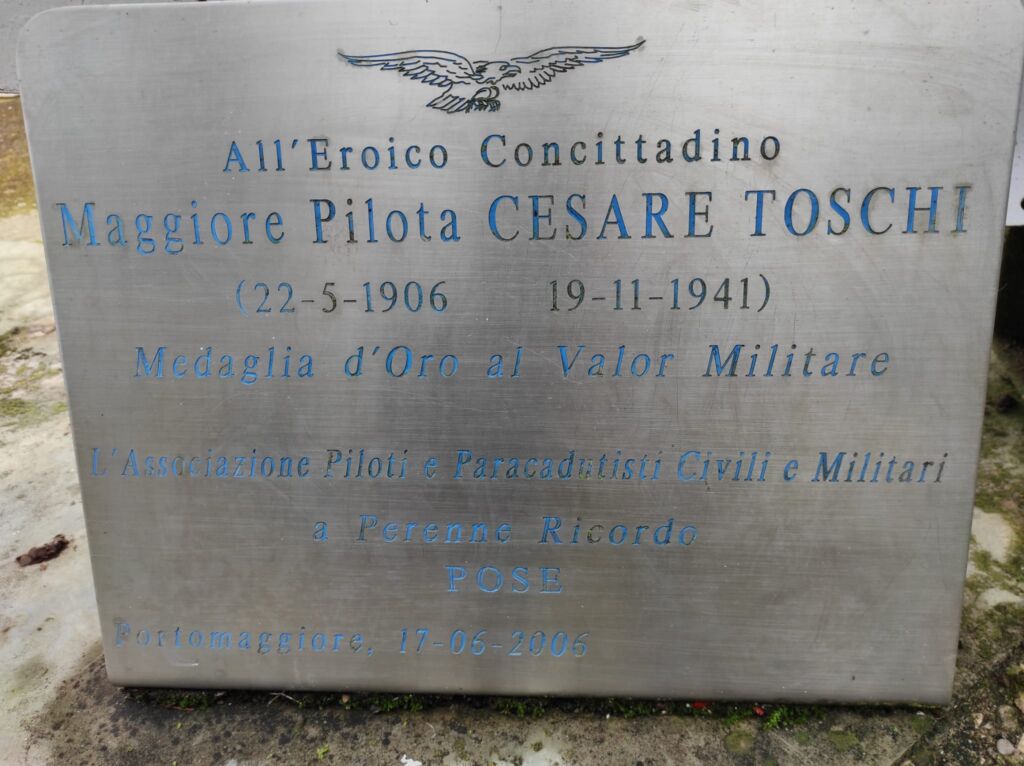 All'Eroico Concittadino
Maggiore Pilota CESARE TOSCHI
(22-5-1906 19-11-1941)
Medaglia d'Oro al Valor Militare
L'Associazione Piloti e Paracadutisti Civili e Militari
a Perenne Ricordo
POSE
Portomaggiore, 17-06-2006